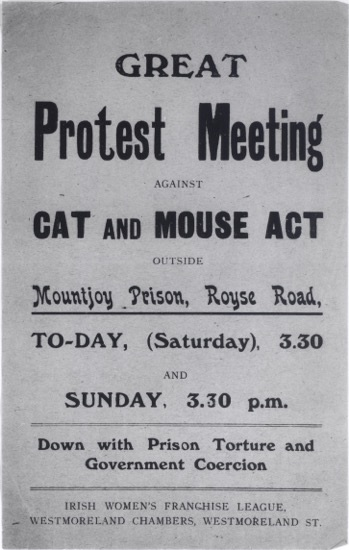 GREAT
Protest Meeting
AGAINST
CAT AND MOUSE ACT
OUTSIDE
Mountjoy Prison, Royse Road,
TO-DAY, (Saturday), 3.30
AND
SUNDAY, 3.30 p.m.
Down with Prison Torture and
Government Coercion
IRISH WOMEN'S FRANCHISE LEAGUE,
WESTMORELAND CHAMBERS, WESTMORELAND ST.